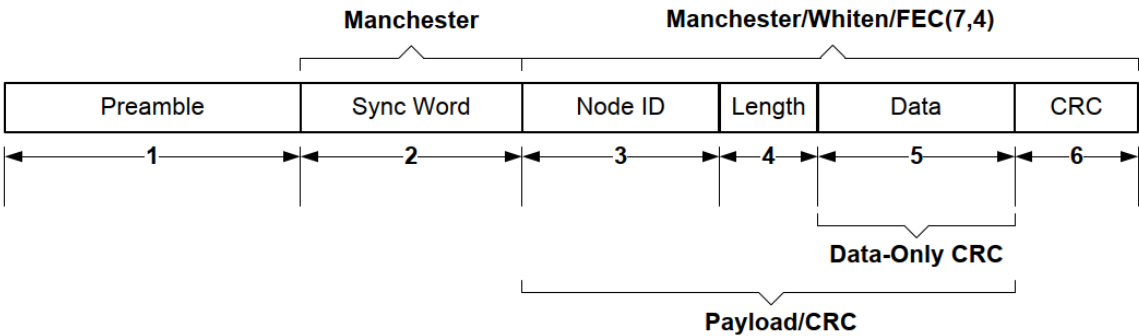 Manchester
Manchester/Whiten/FEC(7,4)
Preamble
Sync Word
Node ID
Length
Data
CRC
1
2
3
4
5
6
Data-Only CRC
Payload/CRC